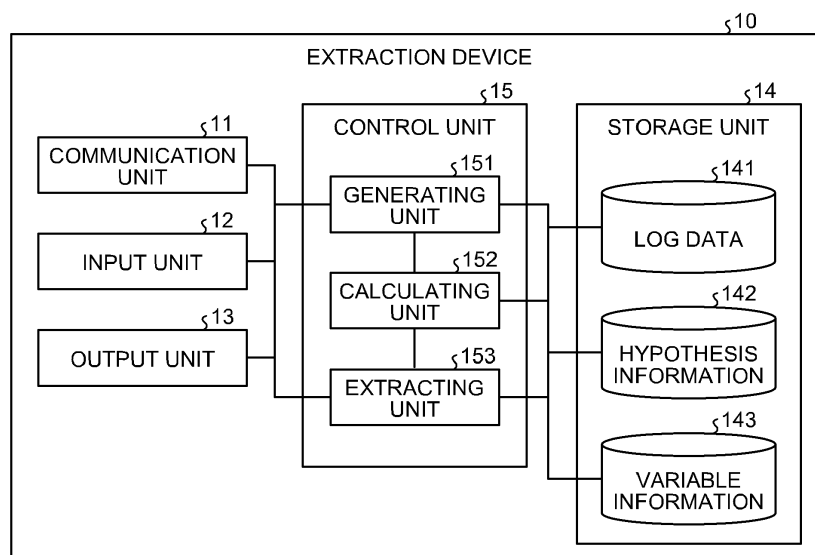 10
EXTRACTION DEVICE
11
COMMUNICATION
UNIT
12
INPUT UNIT
13
OUTPUT UNIT
15
CONTROL UNIT
151
GENERATING
UNIT
152
CALCULATING
UNIT
153
EXTRACTING
UNIT
14
STORAGE UNIT
141
LOG DATA
142
HYPOTHESIS
INFORMATION
143
VARIABLE
INFORMATION